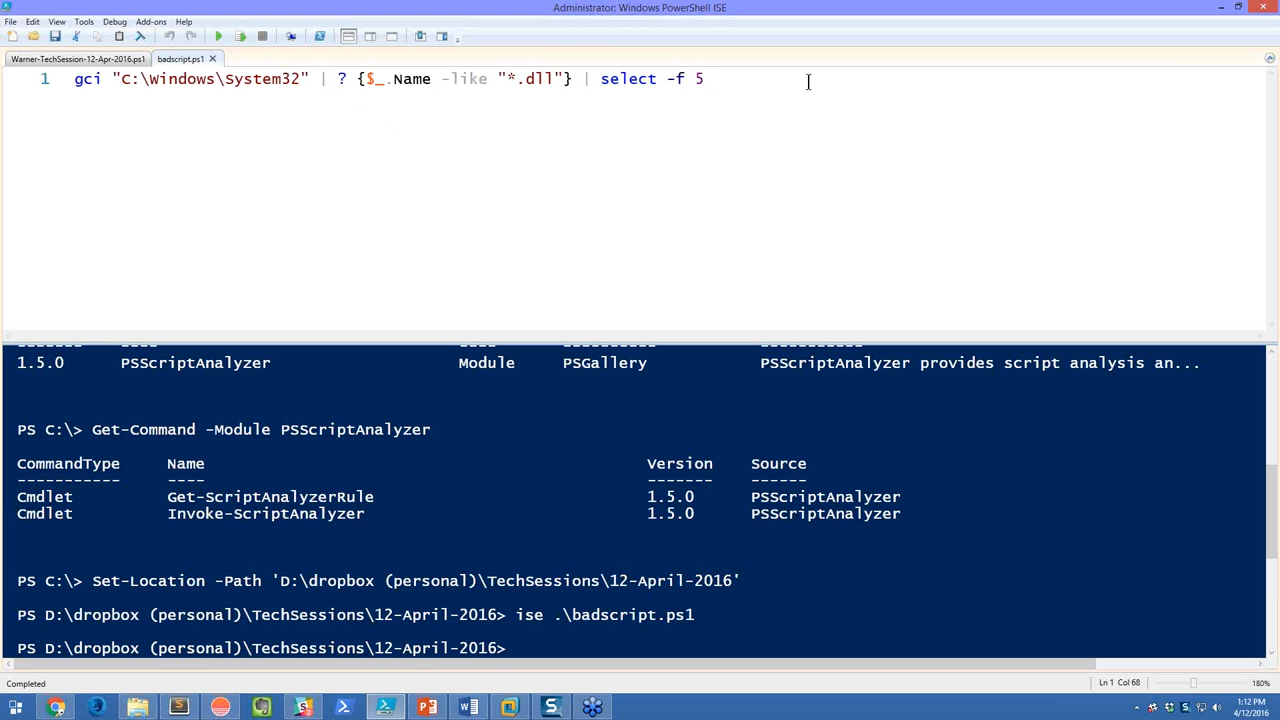 Administrator: Windows PowerShell ISE
File Edit View Tools Debug Add-ons Help
Warner-TechSession-12-Apr-2016.ps1 badscript.ps1
1 gci "c:\Windows\System32" | ? {$_.Name -like "*.dll"} | select -f 5
1.5.0 PSScriptAnalyzer Module PSGallery PSScriptAnalyzer provides script analysis an...
PS C:\> Get-Command -Module PSScriptAnalyzer
CommandType Name Version Source
----------- ---- ------- ------
Cmdlet Get-ScriptAnalyzerRule 1.5.0 PSScriptAnalyzer
Cmdlet Invoke-ScriptAnalyzer 1.5.0 PSScriptAnalyzer
PS C:\> Set-Location -Path 'D:\dropbox (personal)\TechSessions\12-April-2016'
PS D:\dropbox (personal)\TechSessions\12-April-2016> ise .\badscript.ps1
PS D:\dropbox (personal)\TechSessions\12-April-2016>
Completed Ln 1 Col 68 180%
1:12 PM
4/12/2016